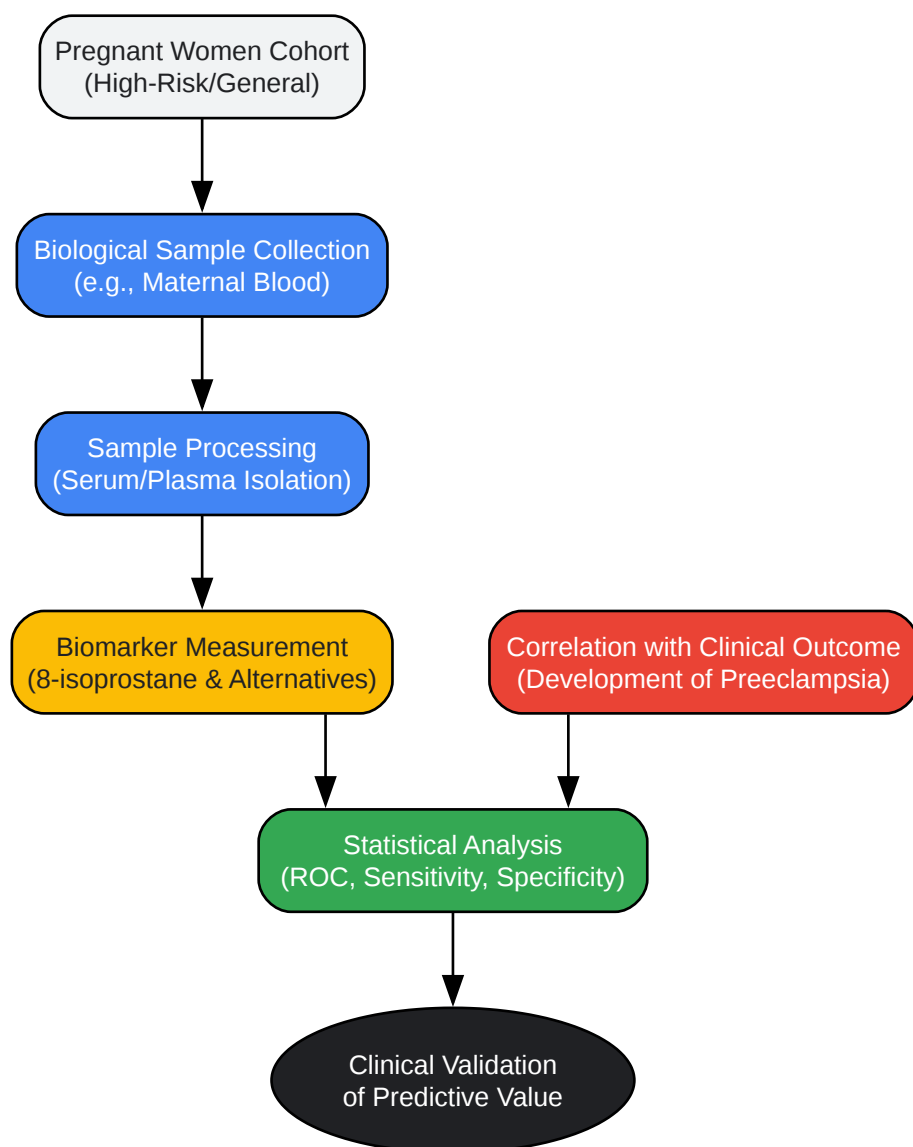 Pregnant Women Cohort
(High-Risk/General)
Biological Sample Collection
(e.g., Maternal Blood)
Sample Processing
(Serum/Plasma Isolation)
Biomarker Measurement
(8-isoprostane & Alternatives)
Correlation with Clinical Outcome
(Development of Preeclampsia)
Statistical Analysis
(ROC, Sensitivity, Specificity)
Clinical Validation
of Predictive Value